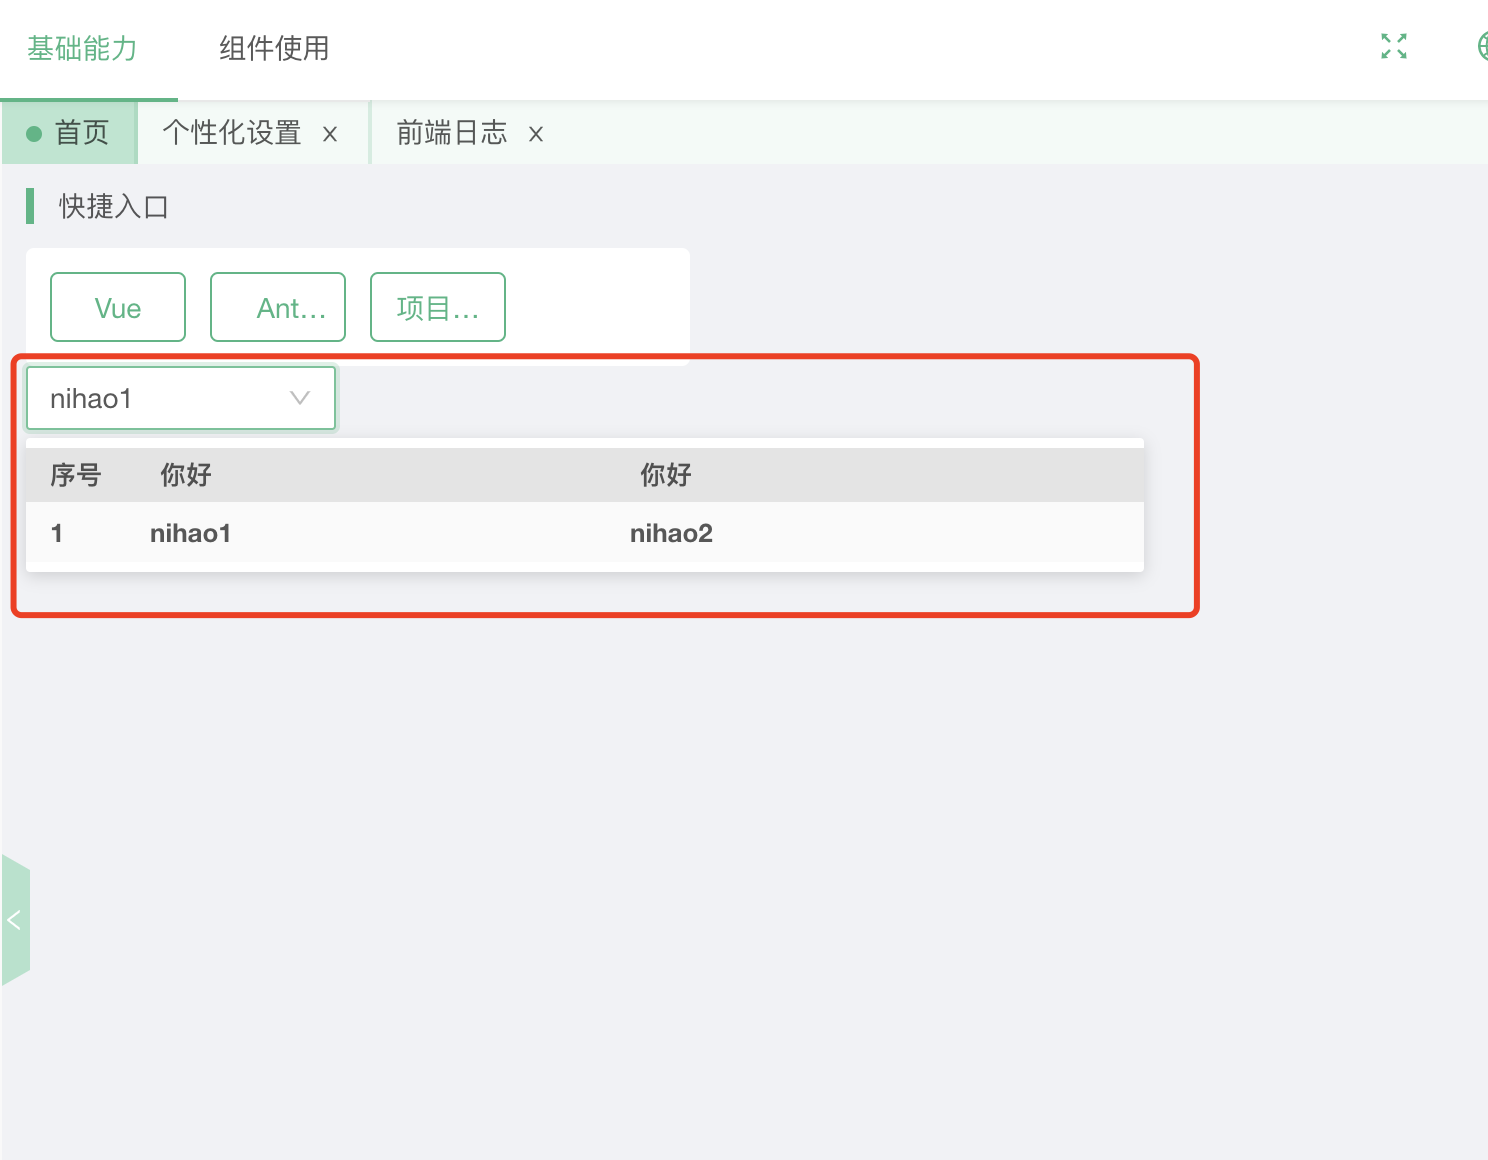 基础能力 组件使用
首页 个性化设置 x 前端日志 x
快捷入口
Vue Ant... 项目...
nihao1
序号 你好 你好
1 nihao1 nihao2